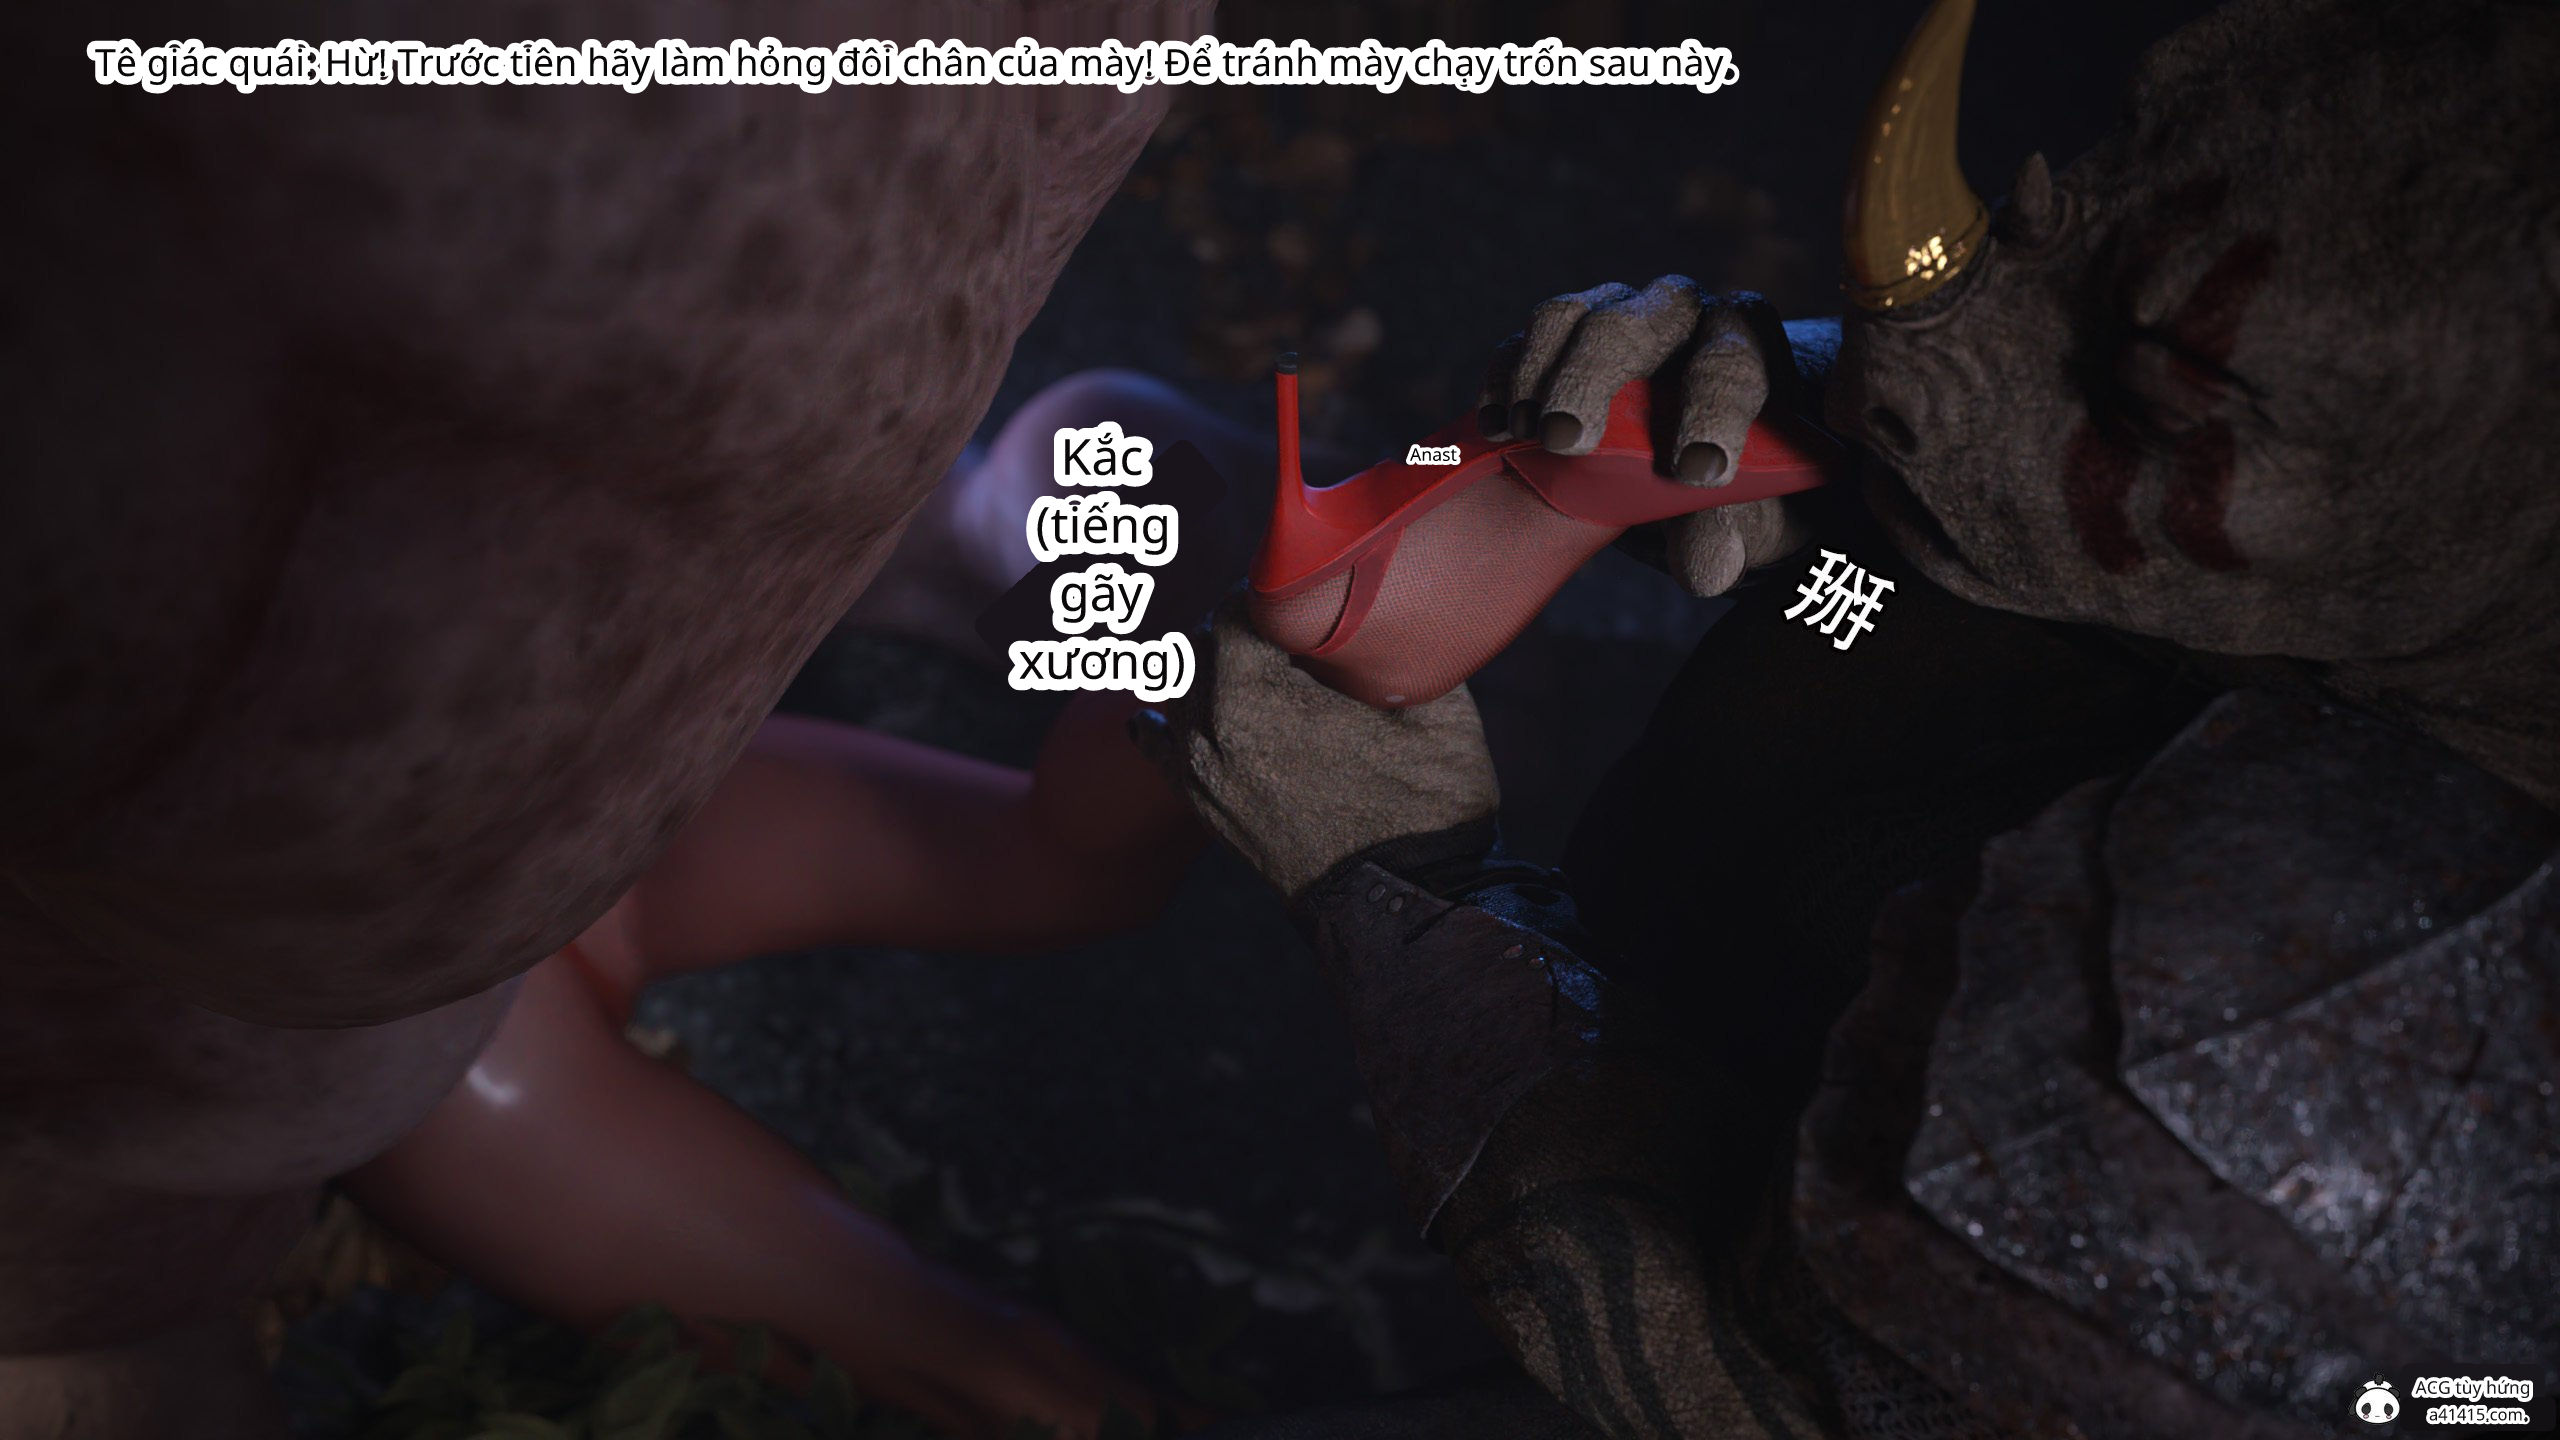 Tê giác quái: Hừ! Trước tiên hãy làm hỏng đôi chân của mày! Để tránh mày chạy trốn sau này.
Kắc
(tiếng
gãy
xương)
Anast
掰
ACG tùy hứng
a41415.com.